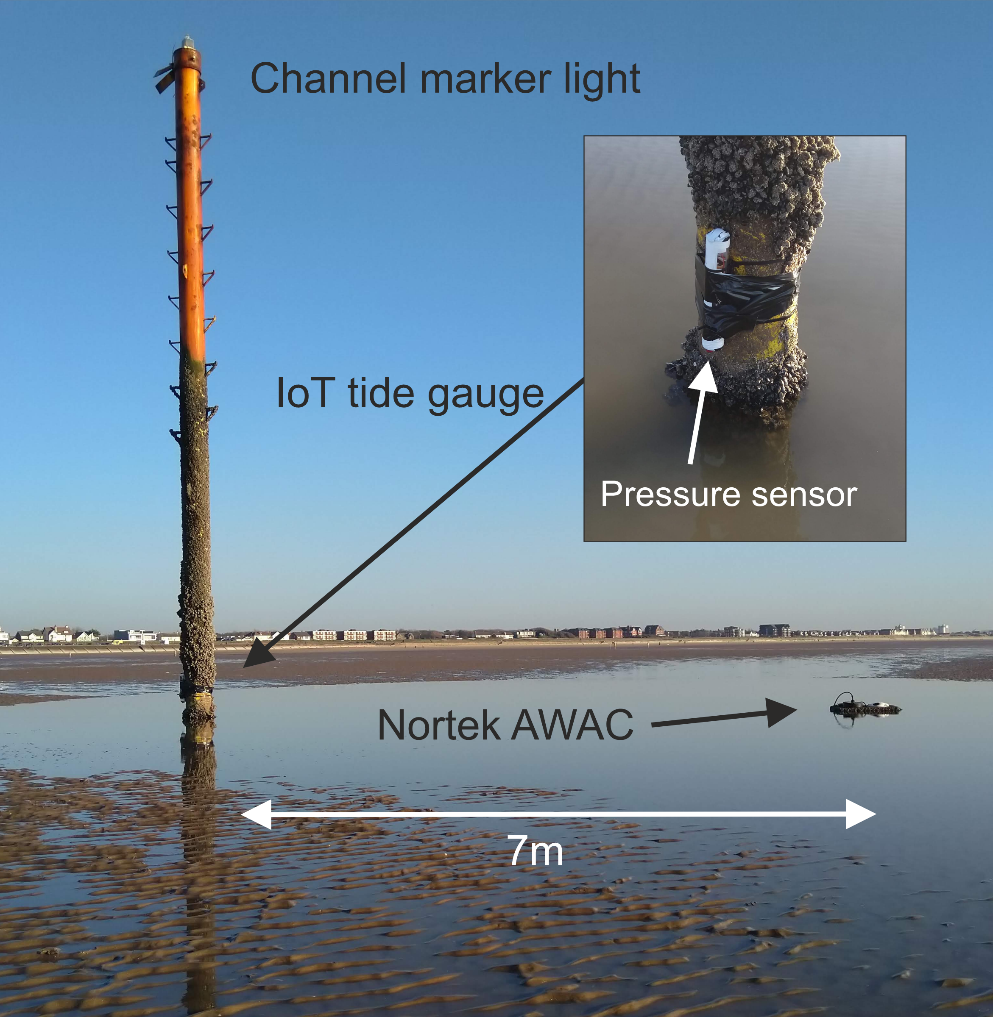 Channel marker light
IoT tide gauge
Pressure sensor
Nortek AWAC
7m